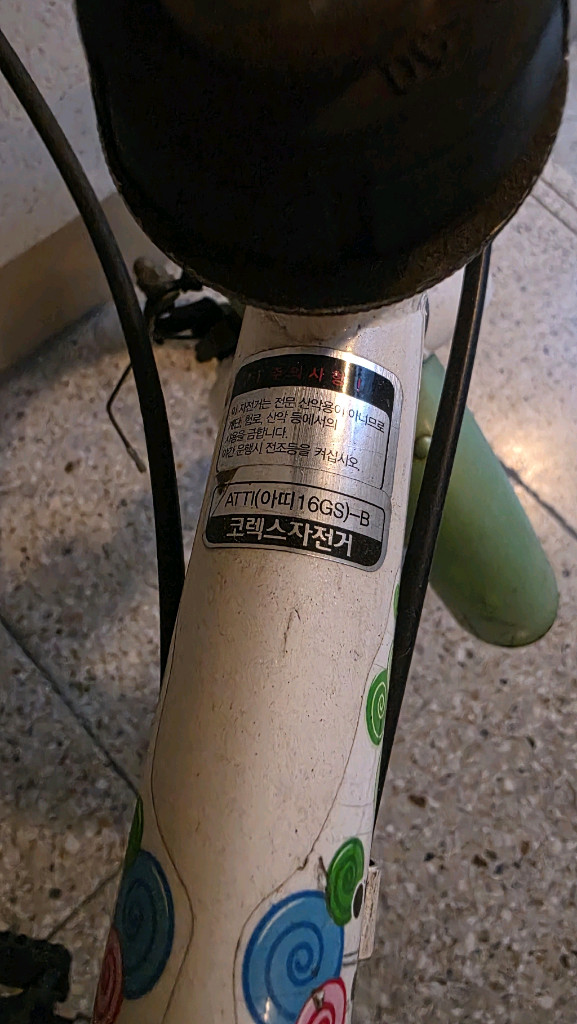 주의사항
이 자전거는 전문 산악용이 아니므로
계단, 험로, 산악 등에서의
사용을 금합니다.
야간 운행시 전조등을 켜십시오.
ATTI(아띠16GS)-B
코렉스자전거